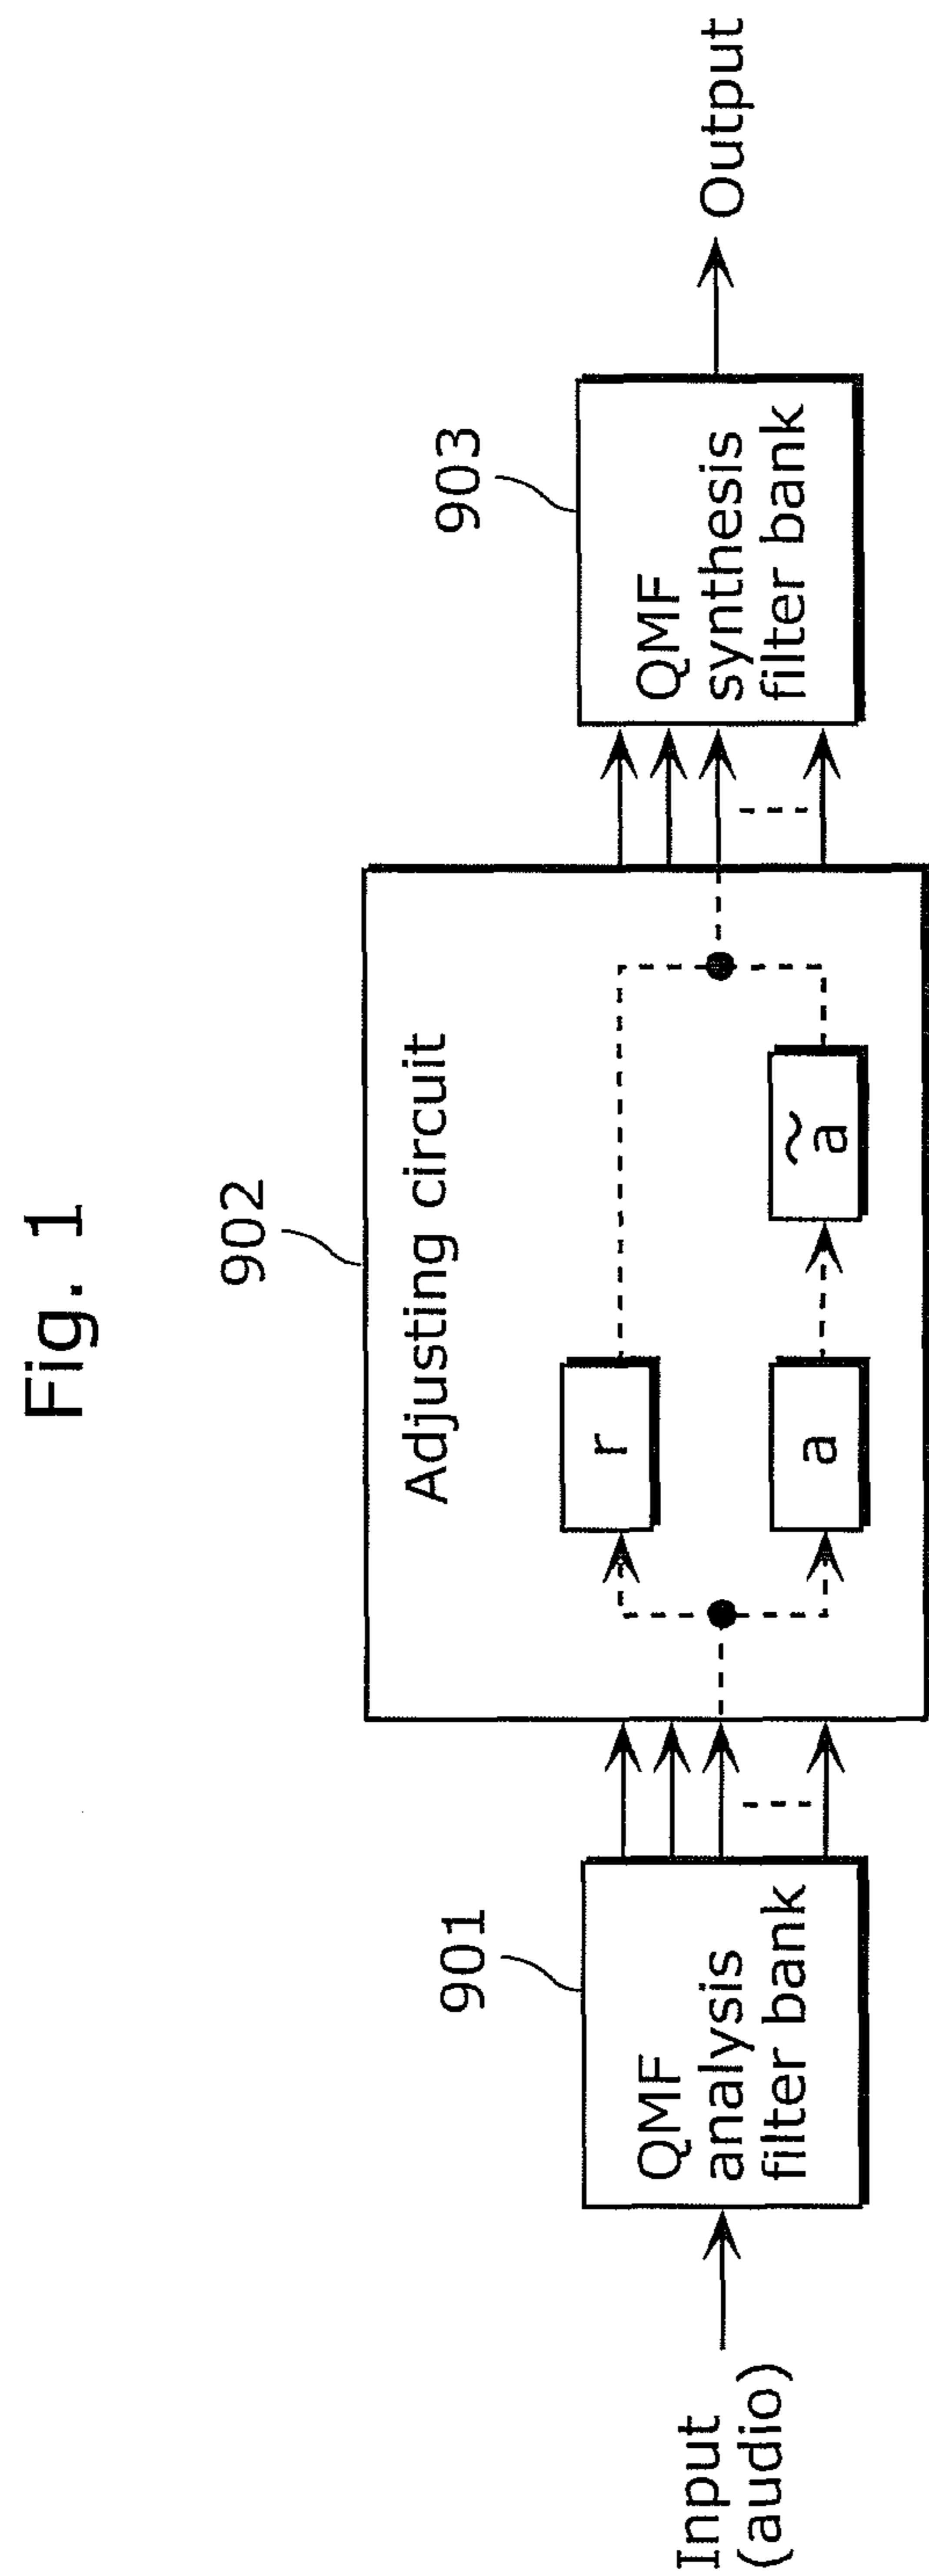 Fig. 1
902
Adjusting circuit
901
903
Input
(audio)
QMF
analysis
filter bank
r
a
ã
QMF
synthesis
filter bank
Output